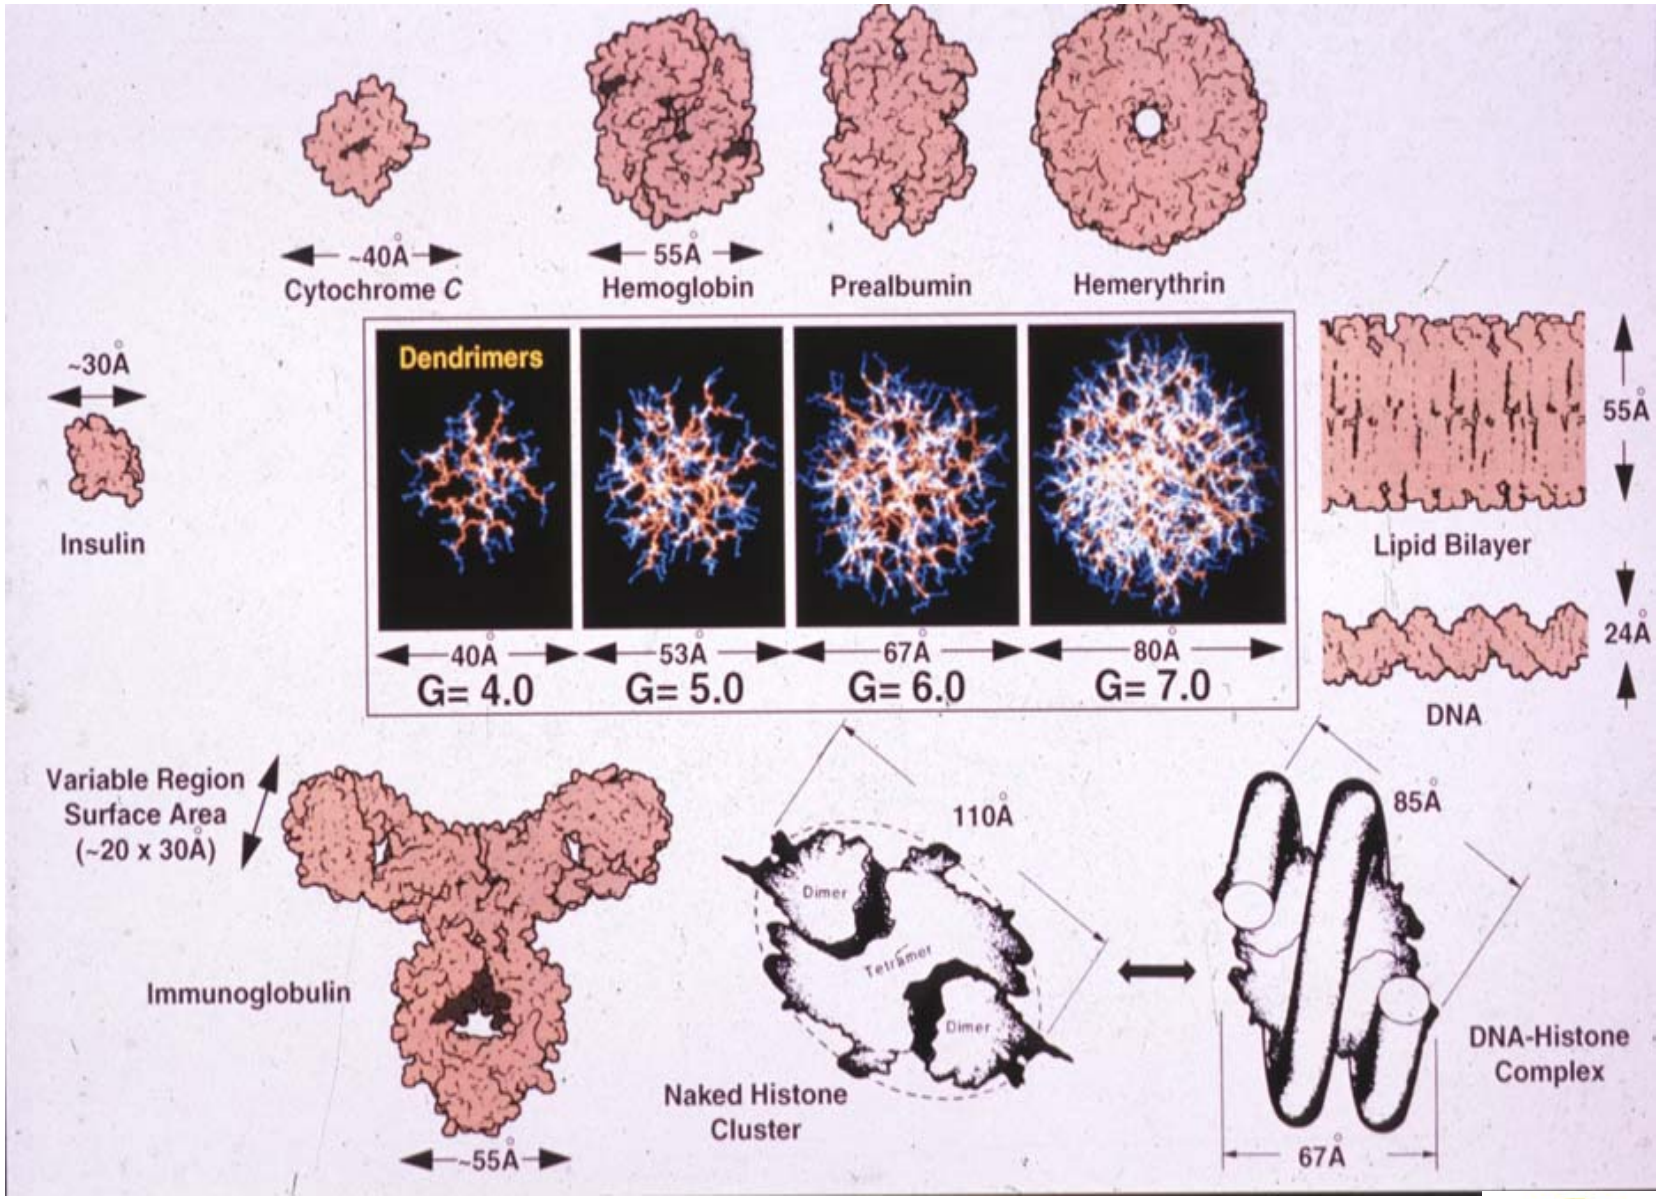 ~40Å
Cytochrome C
55Å
Hemoglobin
Prealbumin
Hemerythrin
~30Å
Insulin
Dendrimers
40Å
G= 4.0
53Å
G= 5.0
67Å
G= 6.0
80Å
G= 7.0
55Å
Lipid Bilayer
24Å
DNA
Variable Region
Surface Area
(~20 x 30Å)
Immunoglobulin
~55Å
110Å
Dimer
Tetramer
Dimer
Naked Histone
Cluster
85Å
DNA-Histone
Complex
67Å